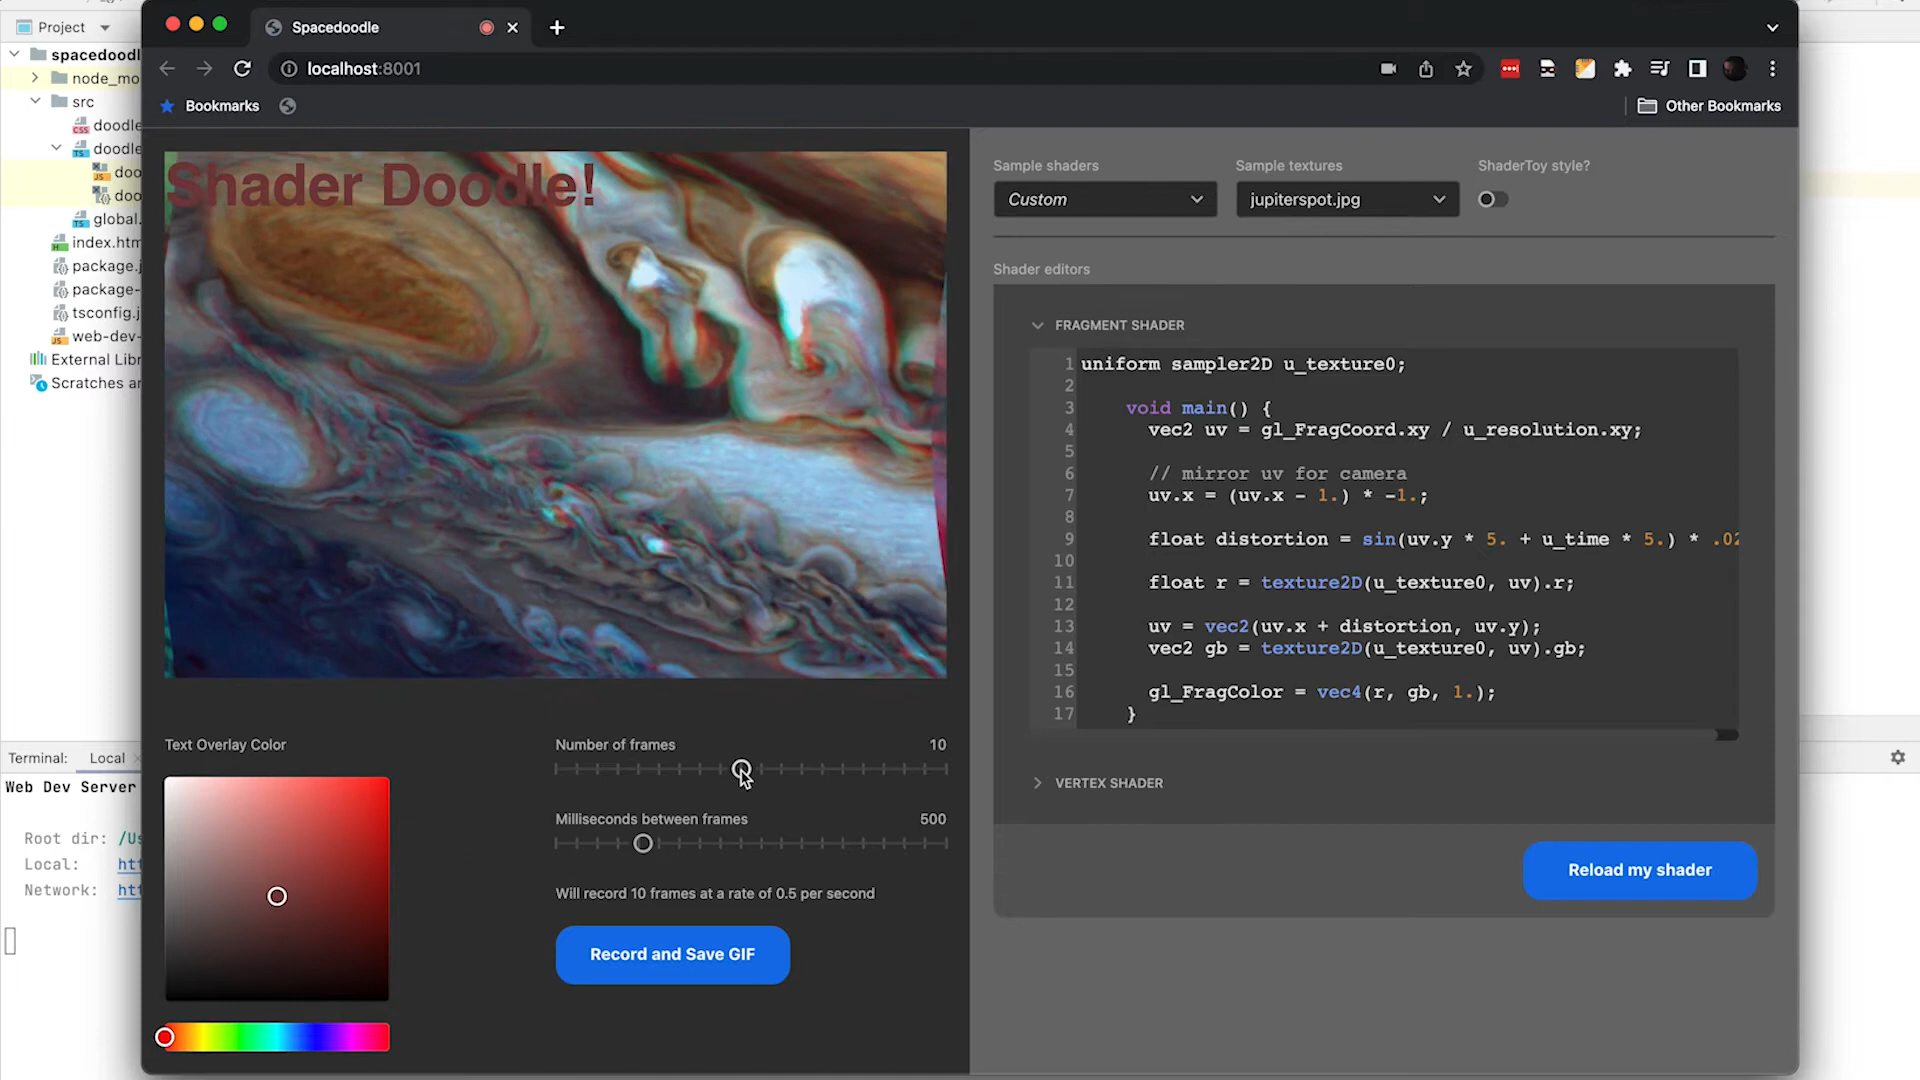 Project
spacedoodl
node_mo
src
doodle
doodle
doo
doo
global.
index.htm
package.j
package-
tsconfig.j
web-dev-
External Libr
Scratches an
Terminal: Local
Web Dev Server
Root dir: /Us
Local: htt
Network: htt
Spacedoodle
localhost:8001
Bookmarks
Other Bookmarks
Shader Doodle!
Text Overlay Color
Number of frames 10
Milliseconds between frames 500
Will record 10 frames at a rate of 0.5 per second
Record and Save GIF
Sample shaders
Custom
Sample textures
jupiterspot.jpg
ShaderToy style?
Shader editors
FRAGMENT SHADER
1 uniform sampler2D u_texture0;
2
3 void main() {
4 vec2 uv = gl_FragCoord.xy / u_resolution.xy;
5
6 // mirror uv for camera
7 uv.x = (uv.x - 1.) * -1.;
8
9 float distortion = sin(uv.y * 5. + u_time * 5.) * .02
10
11 float r = texture2D(u_texture0, uv).r;
12
13 uv = vec2(uv.x + distortion, uv.y);
14 vec2 gb = texture2D(u_texture0, uv).gb;
15
16 gl_FragColor = vec4(r, gb, 1.);
17 }
VERTEX SHADER
Reload my shader